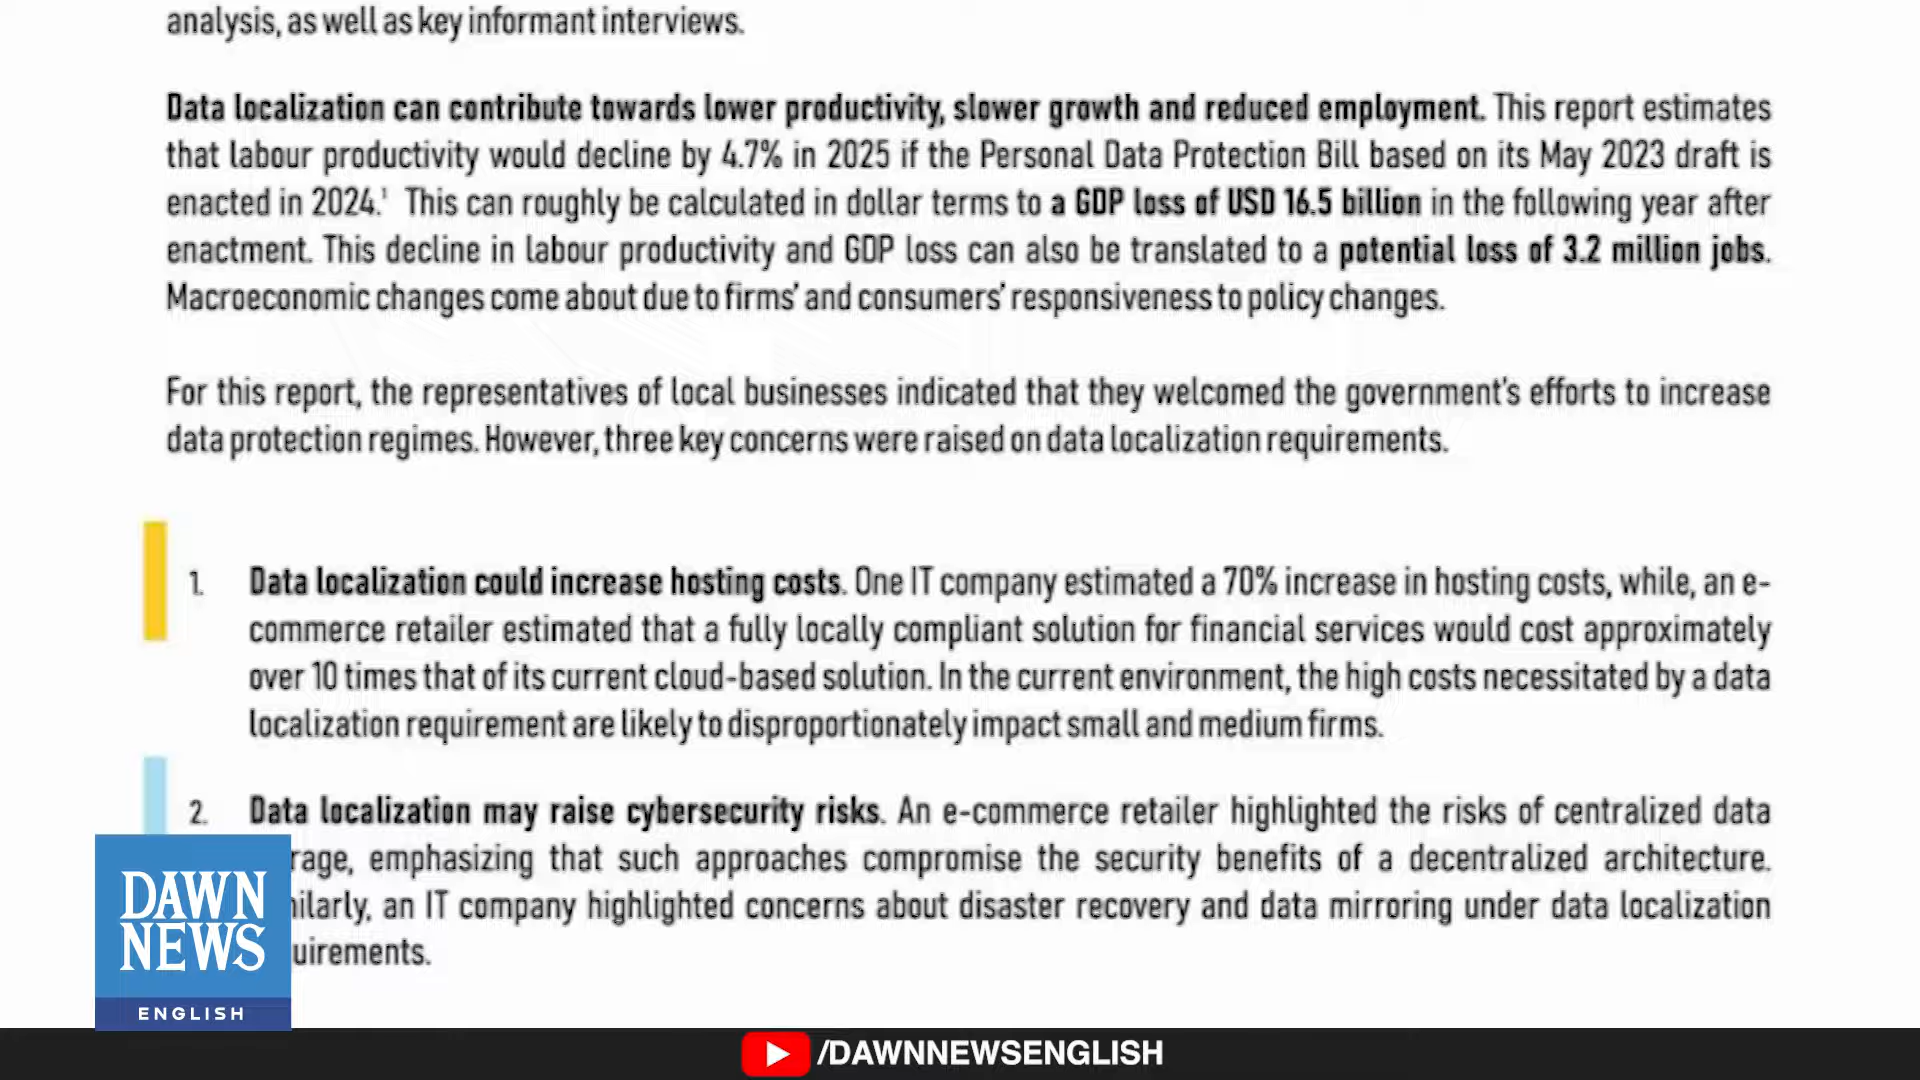 analysis, as well as key informant interviews.
Data localization can contribute towards lower productivity, slower growth and reduced employment. This report estimates
that labour productivity would decline by 4.7% in 2025 if the Personal Data Protection Bill based on its May 2023 draft is
enacted in 2024.¹ This can roughly be calculated in dollar terms to a GDP loss of USD 16.5 billion in the following year after
enactment. This decline in labour productivity and GDP loss can also be translated to a potential loss of 3.2 million jobs.
Macroeconomic changes come about due to firms' and consumers' responsiveness to policy changes.
For this report, the representatives of local businesses indicated that they welcomed the government's efforts to increase
data protection regimes. However, three key concerns were raised on data localization requirements.
1. Data localization could increase hosting costs. One IT company estimated a 70% increase in hosting costs, while, an e-
commerce retailer estimated that a fully locally compliant solution for financial services would cost approximately
over 10 times that of its current cloud-based solution. In the current environment, the high costs necessitated by a data
localization requirement are likely to disproportionately impact small and medium firms.
2. Data localization may raise cybersecurity risks. An e-commerce retailer highlighted the risks of centralized data
rage, emphasizing that such approaches compromise the security benefits of a decentralized architecture.
ilarly, an IT company highlighted concerns about disaster recovery and data mirroring under data localization
uirements.
DAWN
NEWS
ENGLISH
/DAWNNEWSENGLISH